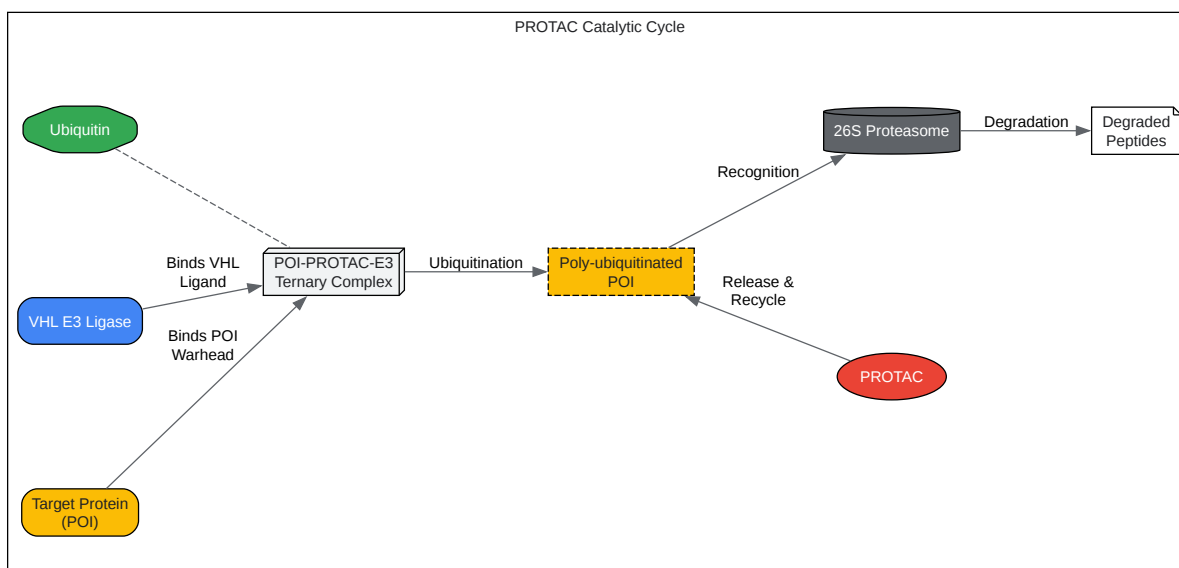 PROTAC Catalytic Cycle
Ubiquitin
26S Proteasome
Degradation
Degraded
Peptides
Recognition
Binds VHL
Ligand
POI-PROTAC-E3
Ternary Complex
Ubiquitination
Poly-ubiquitinated
POI
Release &
Recycle
VHL E3 Ligase
Binds POI
Warhead
PROTAC
Target Protein
(POI)